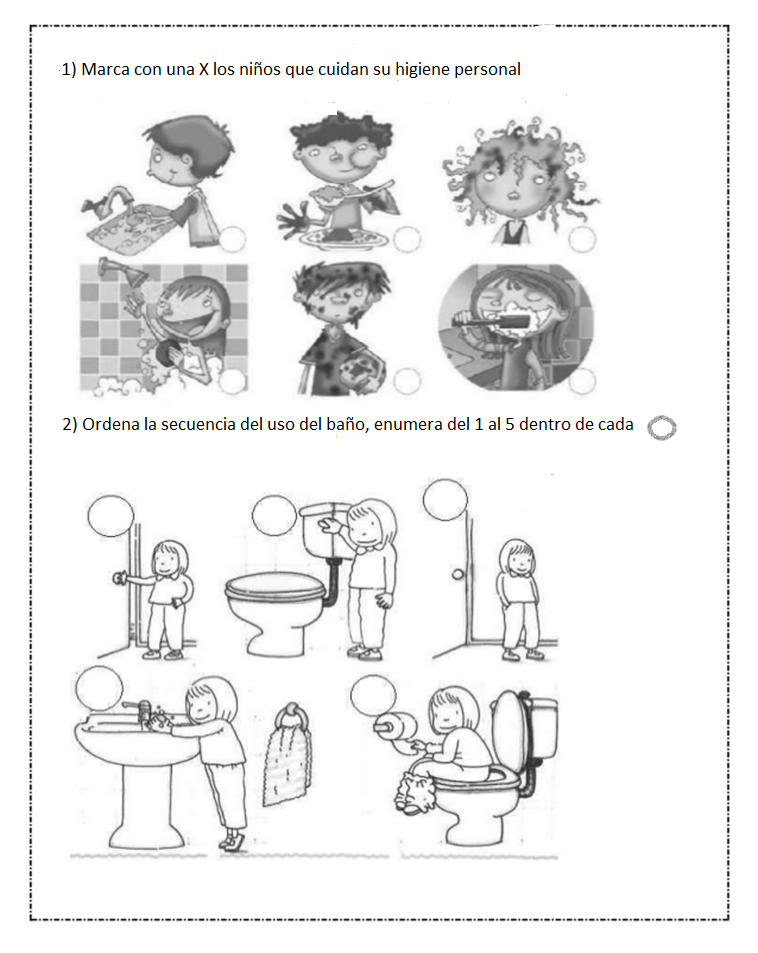 1) Marca con una X los niños que cuidan su higiene personal
2) Ordena la secuencia del uso del baño, enumera del 1 al 5 dentro de cada